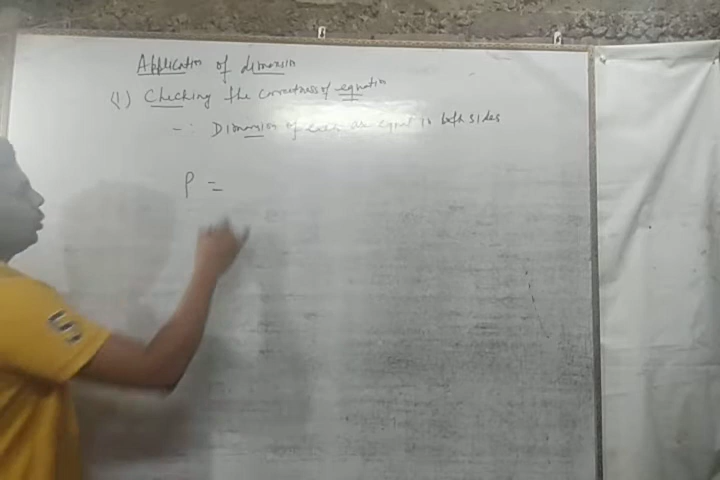 Application of dimension
(1) Checking the correctness of equation
- Dimension of each are equal in both sides
P =